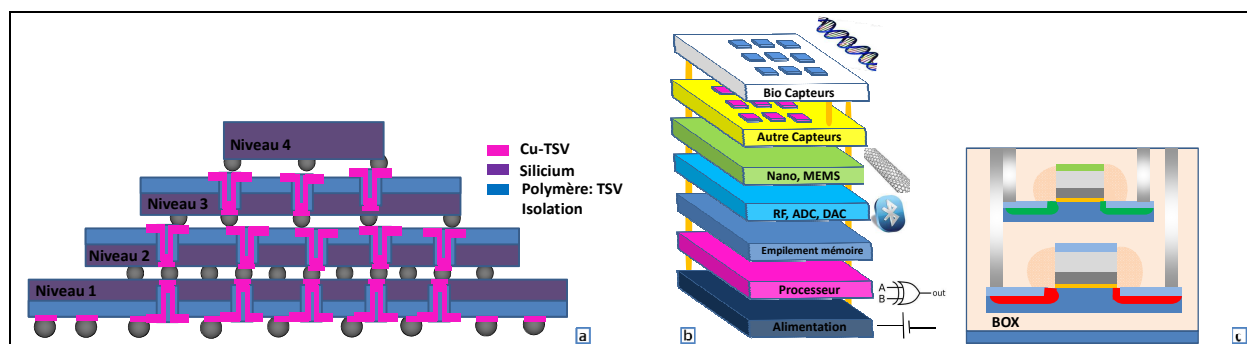 Niveau 4
Niveau 3
Niveau 2
Niveau 1
Cu-TSV
Silicium
Polymère: TSV
Isolation
a
Bio Capteurs
Autre Capteurs
Nano, MEMS
RF, ADC, DAC
Empilement mémoire
Processeur
Alimentation
A
B
out
b
BOX
c